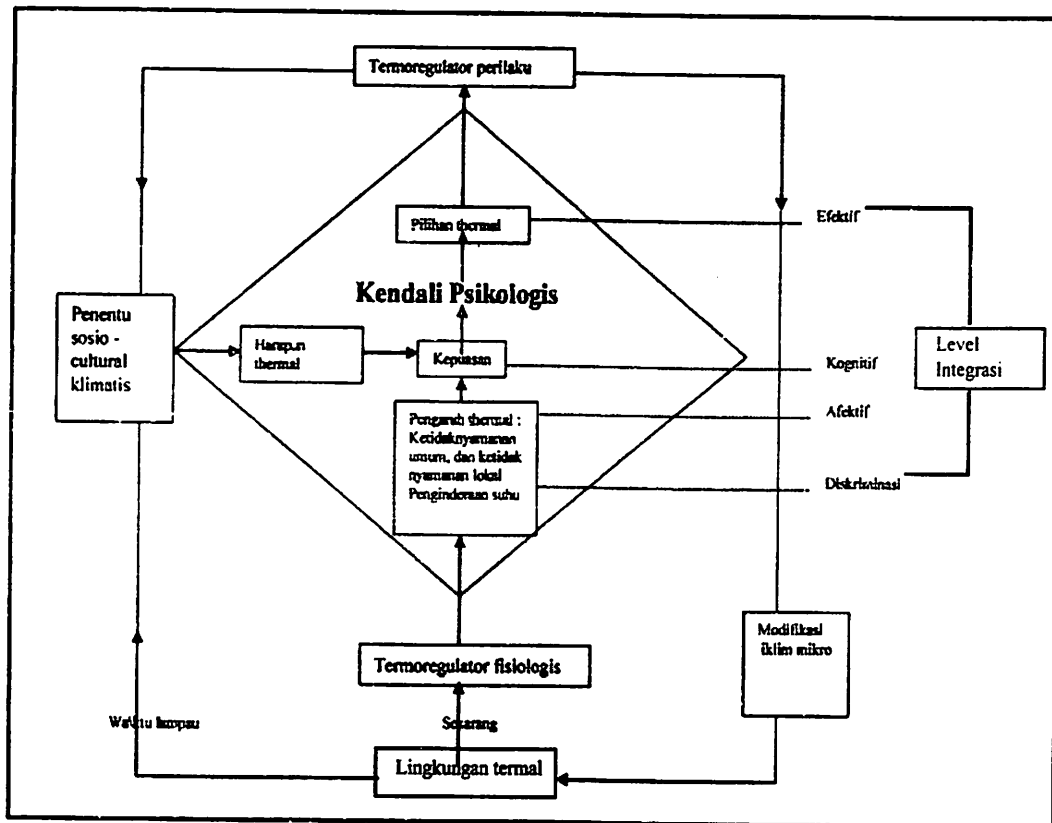 Termoregulator perilaku
Pilihan thermal
Efektif
Kendali Psikologis
Penentu
sosio -
cultural
klimatis
Harapun
thermal
Kepuasan
Kognitif
Level
Integrasi
Pengaruh thermal :
Ketidaknyamanan
umum, dan ketidak
nyamanan lokal
Penginderaan suhu
Afektif
Diskriminasi
Modifikasi
iklim mikro
Termoregulator fisiologis
Waktu lampau
Sekarang
Lingkungan termal